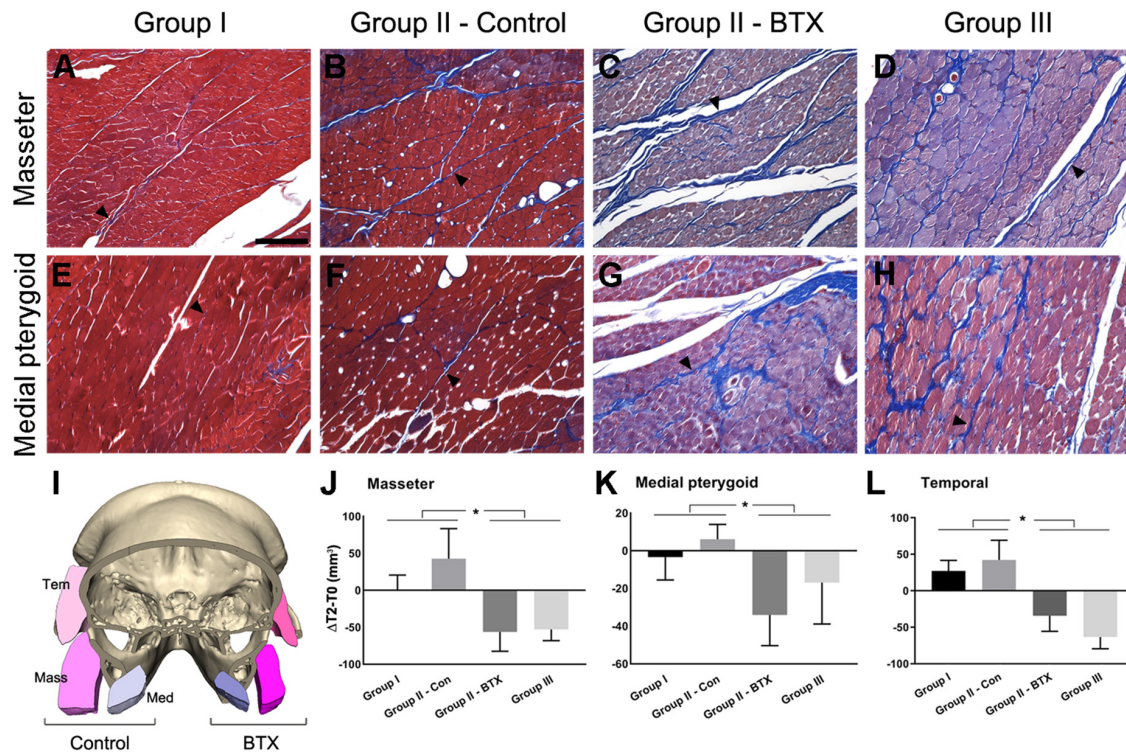 Group I
Group II - Control
Group II - BTX
Group III
Masseter
A
B
C
D
Medial pterygoid
E
F
G
H
I
Tem
Mass
Med
Control
BTX
J
Masseter
*
ΔT2-T0 (mm³)
100
50
0
-50
-100
Group I
Group II - Con
Group II - BTX
Group III
K
Medial pterygoid
*
20
0
-20
-40
-60
Group I
Group II - Con
Group II - BTX
Group III
L
Temporal
*
100
50
0
-50
-100
Group I
Group II - Con
Group II - BTX
Group III